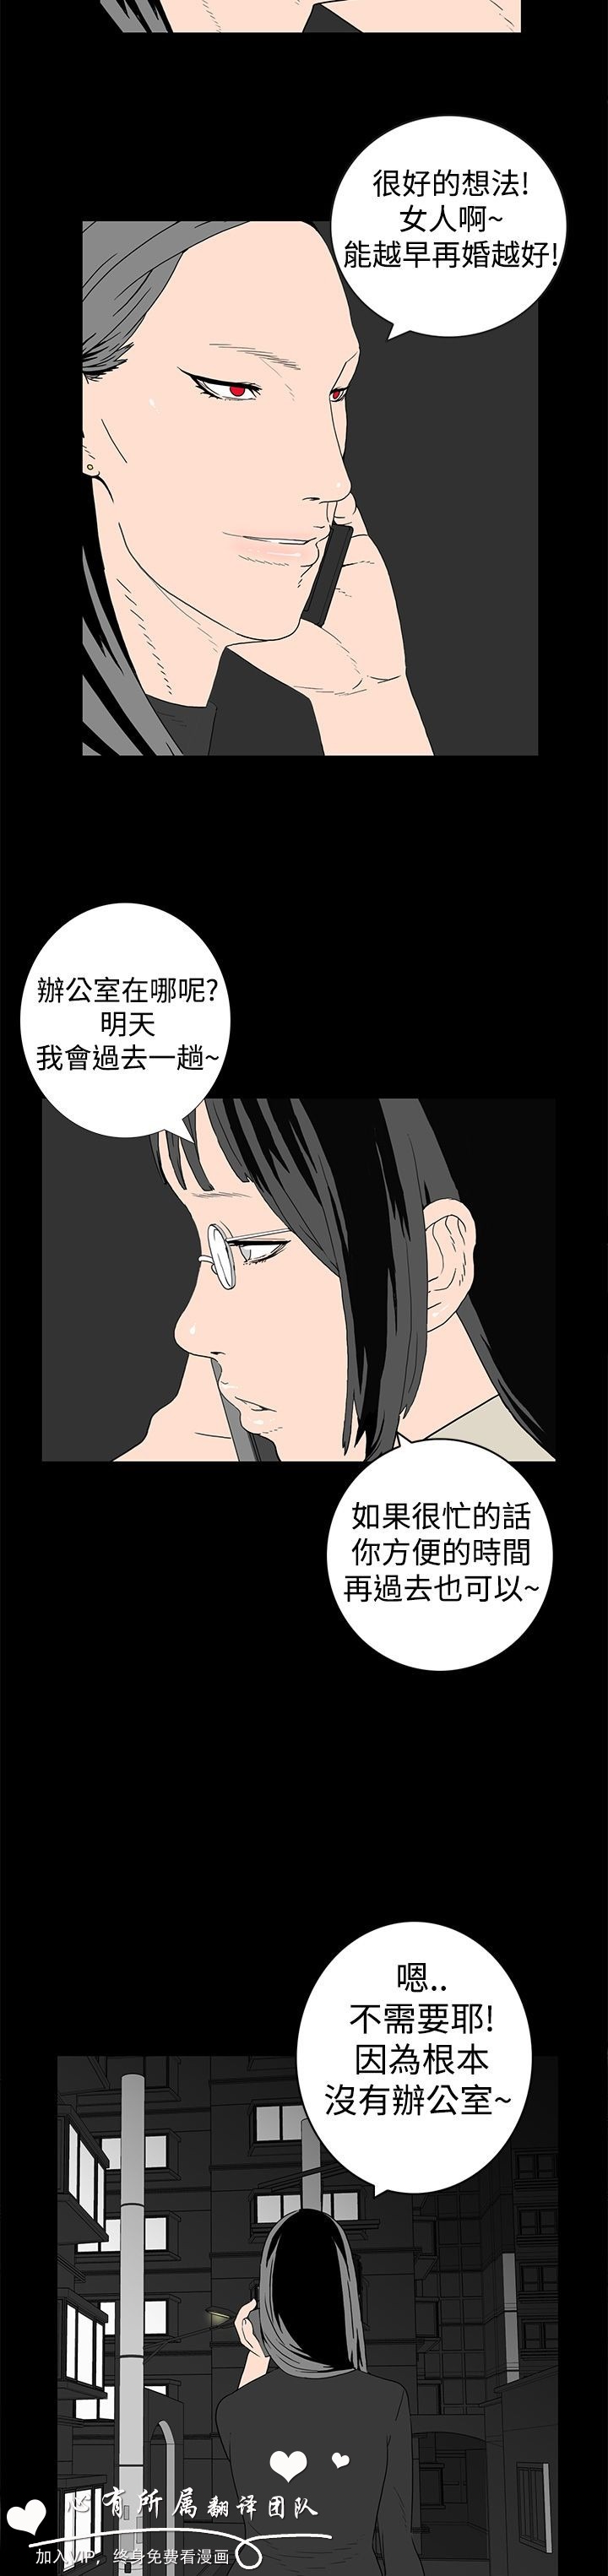 很好的想法!
女人啊~
能越早再婚越好!
辦公室在哪呢?
明天
我會過去一趟~
如果很忙的話
你方便的時間
再過去也可以~
嗯..
不需要耶!
因為根本
沒有辦公室~
心有所属翻译团队
加入VIP，终身免费看漫画